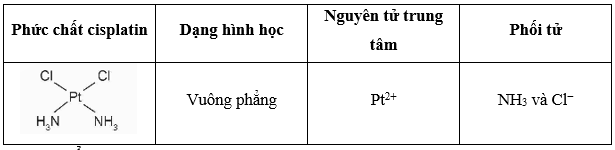 Phức chất cisplatin
Dạng hình học
Nguyên tử trung
tâm
Phối tử
Cl Cl
Pt
H₃N NH₃
Vuông phẳng
Pt²⁺
NH₃ và Cl⁻